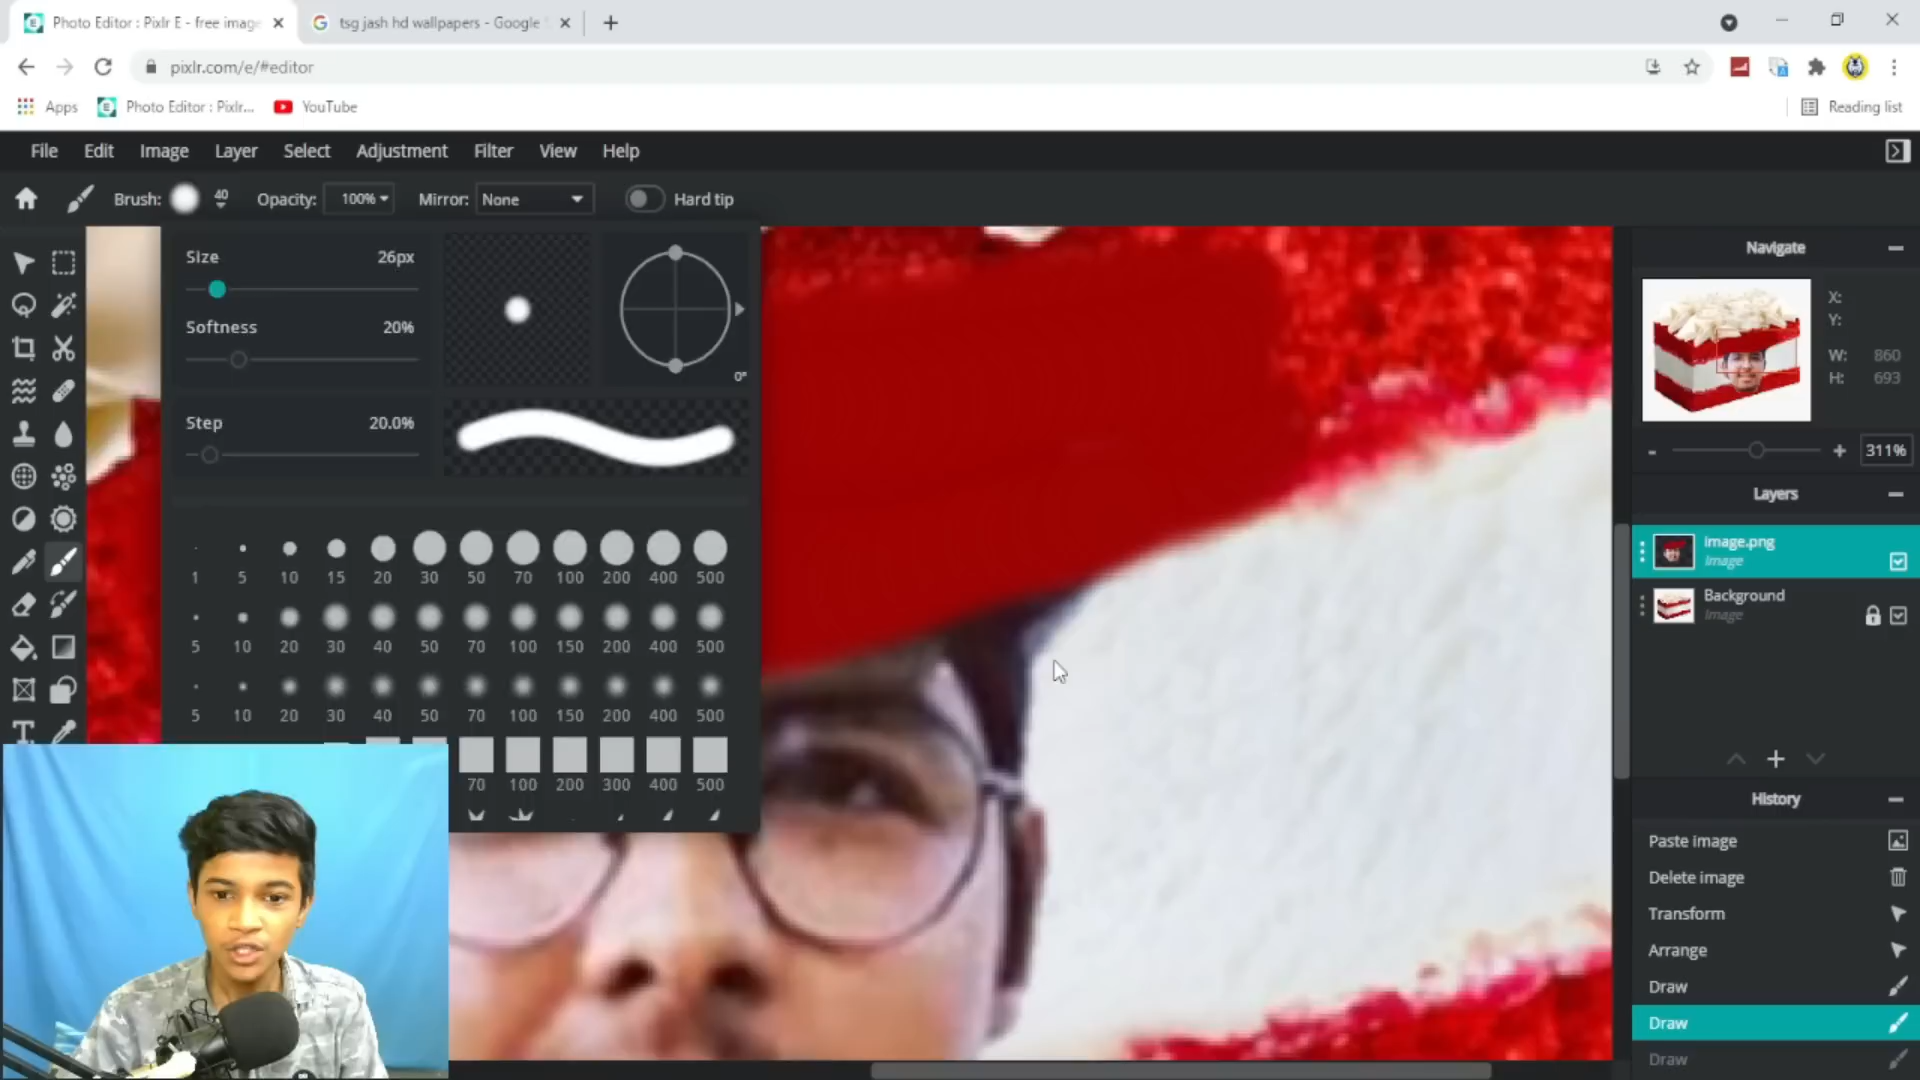 Photo Editor : Pixlr E - free image
tsg jash hd wallpapers - Google
pixlr.com/e/#editor
Apps
Photo Editor : Pixlr...
YouTube
Reading list
File Edit Image Layer Select Adjustment Filter View Help
Brush: 40 Opacity: 100% Mirror: None Hard tip
Size 26px
Softness 20%
0°
Step 20.0%
1 5 10 15 20 30 50 70 100 200 400 500
5 10 20 30 40 50 70 100 150 200 400 500
5 10 20 30 40 50 70 100 150 200 400 500
70 100 200 300 400 500
Navigate
X:
Y:
W: 860
H: 693
- + 311%
Layers
Image.png
Image
Background
Image
History
Paste image
Delete image
Transform
Arrange
Draw
Draw
Draw